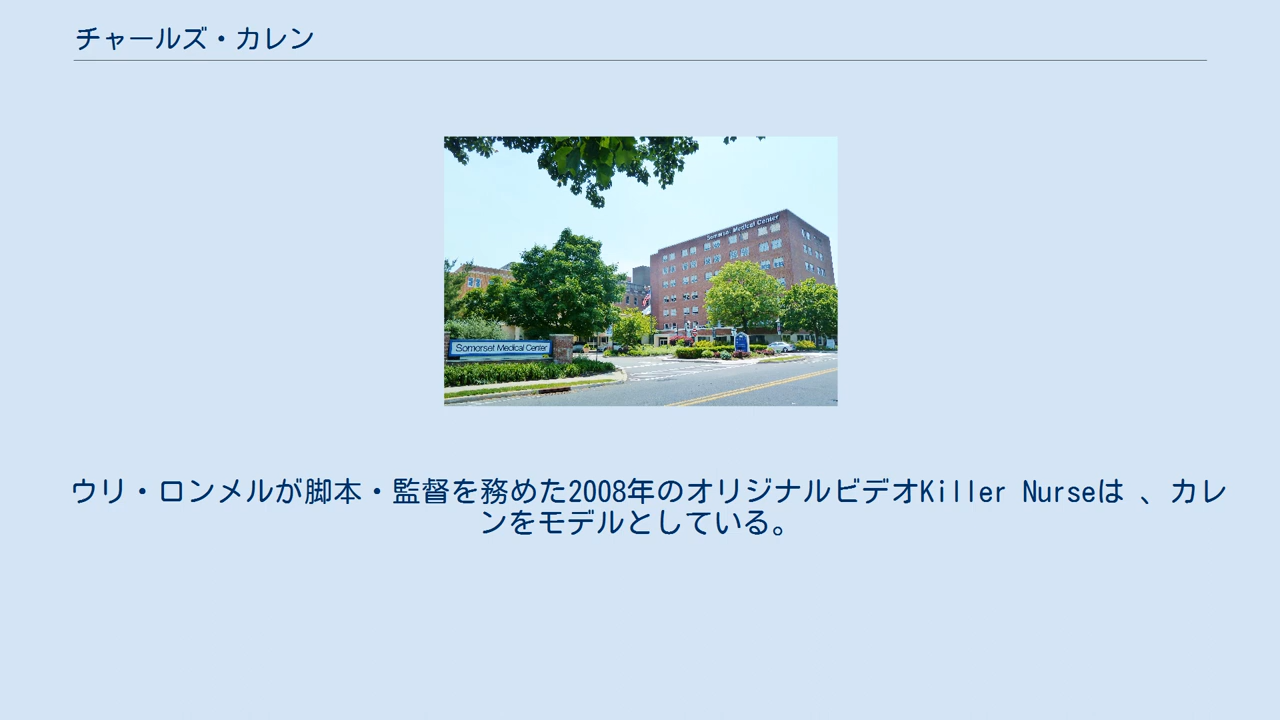 チャールズ・カレン
Somerset Medical Center
Somerset Medical Center
ウリ・ロンメルが脚本・監督を務めた2008年のオリジナルビデオKiller Nurseは 、カレ
ンをモデルとしている。